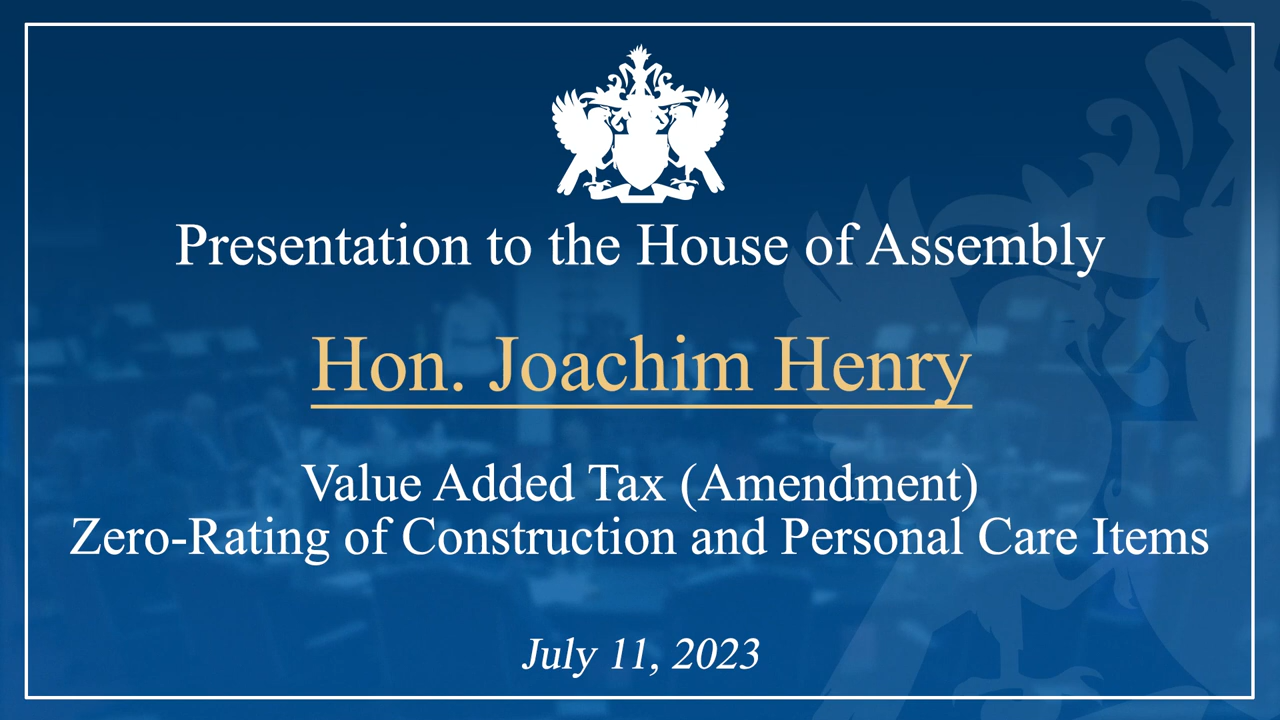 Presentation to the House of Assembly
Hon. Joachim Henry
Value Added Tax (Amendment)
Zero-Rating of Construction and Personal Care Items
July 11, 2023